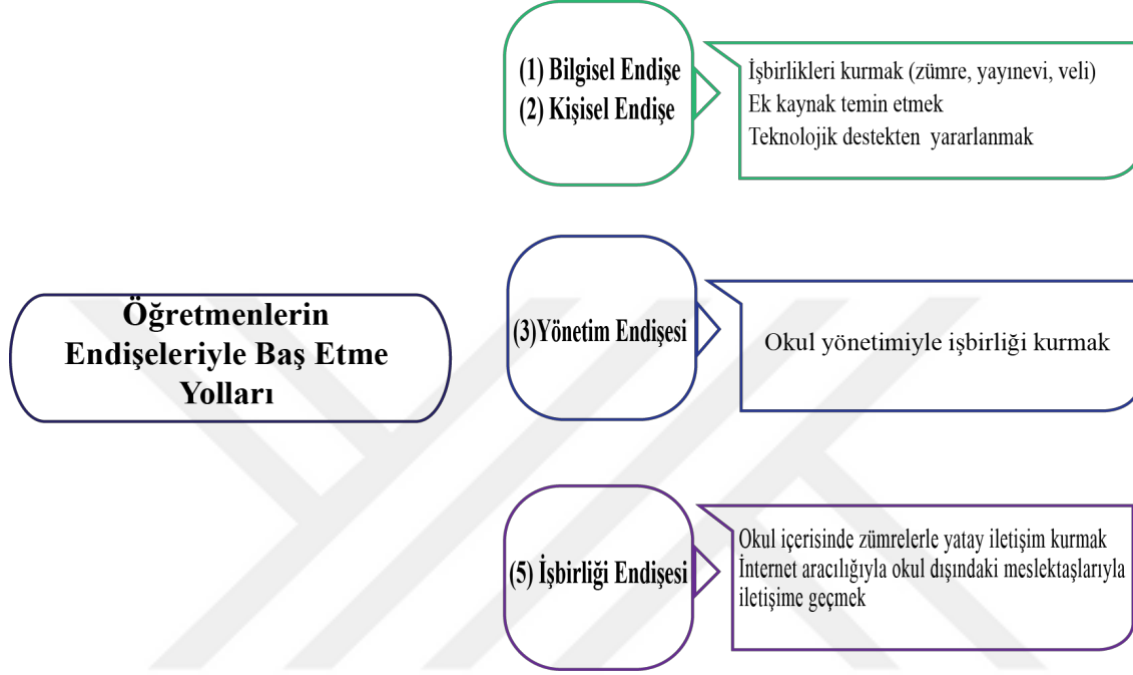 (1) Bilgisel Endişe
(2) Kişisel Endişe
İşbirlikleri kurmak (zümre, yayınevi, veli)
Ek kaynak temin etmek
Teknolojik destekten yararlanmak
Öğretmenlerin
Endişeleriyle Baş Etme
Yolları
(3)Yönetim Endişesi
Okul yönetimiyle işbirliği kurmak
(5) İşbirliği Endişesi
Okul içerisinde zümrelerle yatay iletişim kurmak
İnternet aracılığıyla okul dışındaki meslektaşlarıyla
iletişime geçmek